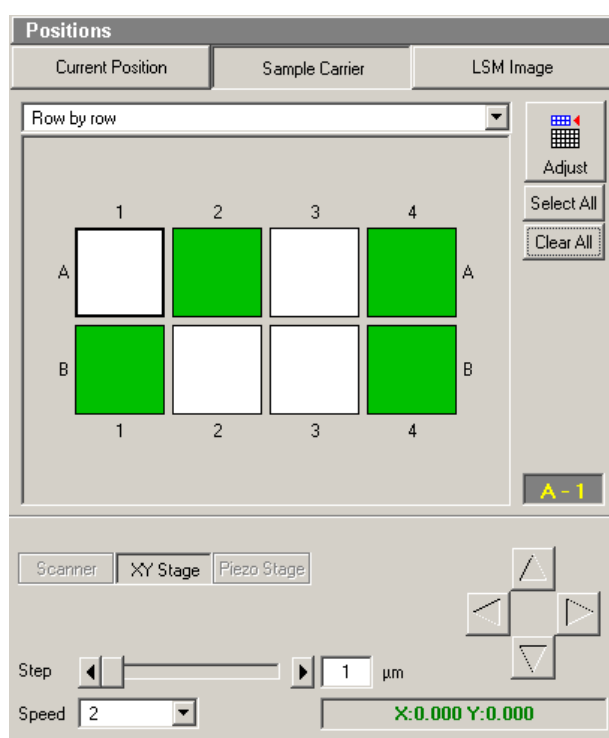 Positions
Current Position Sample Carrier LSM Image
Row by row
Adjust
Select All
Clear All
1 2 3 4
A A
B B
1 2 3 4
A - 1
Scanner XY Stage Piezo Stage
Step 1 µm
Speed 2 X:0.000 Y:0.000